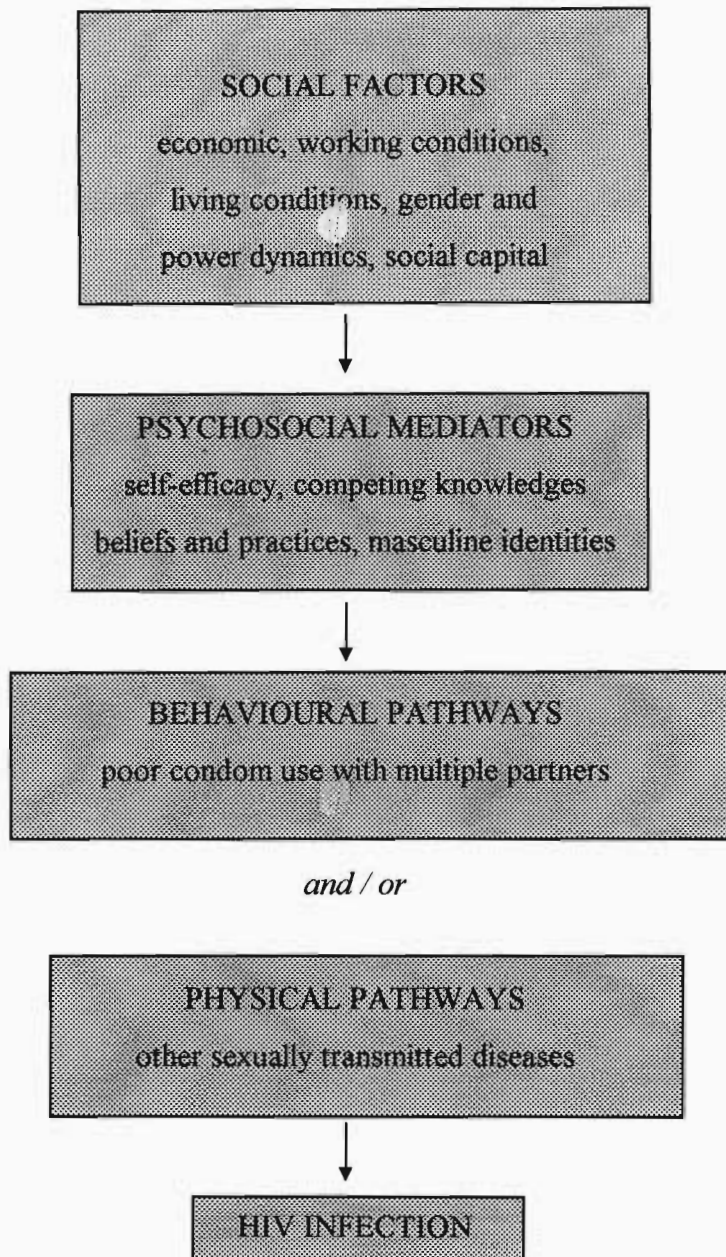 SOCIAL FACTORS
economic, working conditions,
living conditions, gender and
power dynamics, social capital
PSYCHOSOCIAL MEDIATORS
self-efficacy, competing knowledges
beliefs and practices, masculine identities
BEHAVIOURAL PATHWAYS
poor condom use with multiple partners
and / or
PHYSICAL PATHWAYS
other sexually transmitted diseases
HIV INFECTION